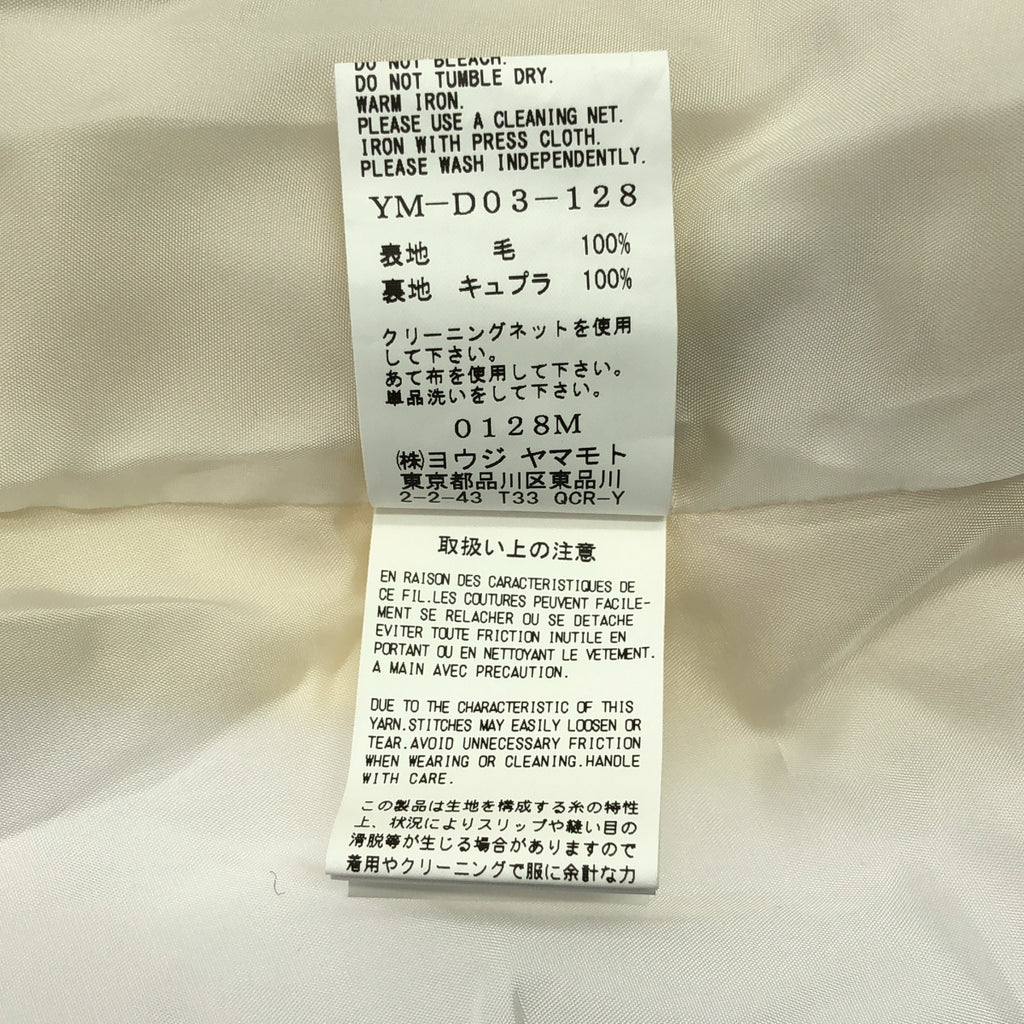 DO NOT BLEACH.
DO NOT TUMBLE DRY.
WARM IRON.
PLEASE USE A CLEANING NET.
IRON WITH PRESS CLOTH.
PLEASE WASH INDEPENDENTLY.
YM-D03-128
表地 毛 100%
裏地 キュプラ 100%
クリーニングネットを使用
して下さい。
あて布を使用して下さい。
単品洗いをして下さい。
0128M
㈱ヨウジ ヤマモト
東京都品川区東品川
2-2-43 T33 QCR-Y
取扱い上の注意
EN RAISON DES CARACTERISTIQUES DE
CE FIL.LES COUTURES PEUVENT FACILE-
MENT SE RELACHER OU SE DETACHE
EVITER TOUTE FRICTION INUTILE EN
PORTANT OU EN NETTOYANT LE VETEMENT.
A MAIN AVEC PRECAUTION.
DUE TO THE CHARACTERISTIC OF THIS
YARN.STITCHES MAY EASILY LOOSEN OR
TEAR.AVOID UNNECESSARY FRICTION
WHEN WEARING OR CLEANING.HANDLE
WITH CARE.
この製品は生地を構成する糸の特性
上、状況によりスリップや縫い目の
滑脱等が生じる場合がありますので
着用やクリーニングで服に余計な力